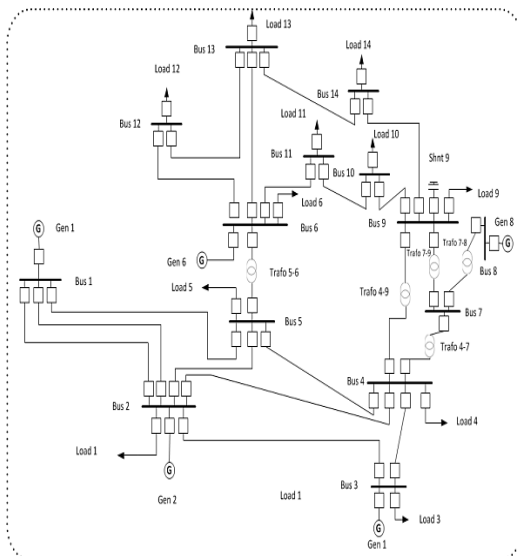 Load 13
Bus 13
Load 14
Load 12
Bus 14
Load 11
Bus 12
Load 10
Bus 11
Bus 10
Shnt 9
Load 6
Load 9
Bus 9
Gen 8
Bus 6
Gen 1
G
Trafo 7-8
Trafo 7-9
G
Gen 6
G
Trafo 5-6
Bus 8
Bus 1
Load 5
Trafo 4-9
Bus 7
Bus 5
Trafo 4-7
Bus 4
Bus 2
Load 4
Load 1
G
Bus 3
Gen 2
Load 1
Load 3
G
Gen 1